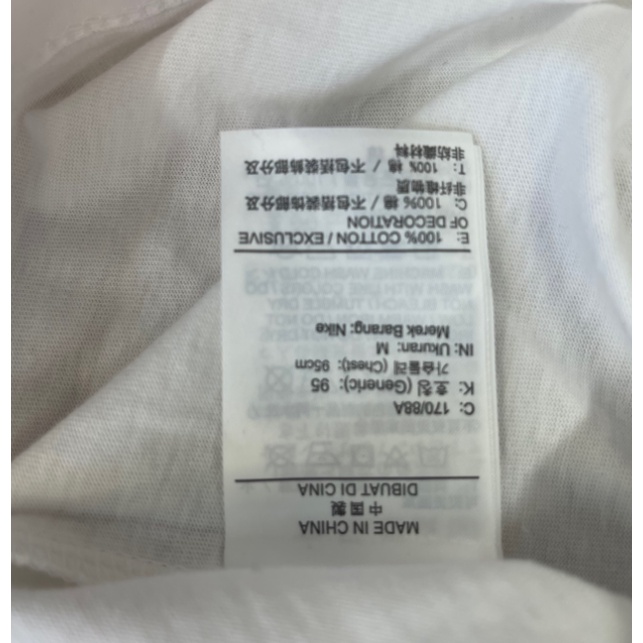 MADE IN CHINA
中国製
DIBUAT DI CINA
C: 170/88A
K: 호칭 (Generic): 95
가슴둘레 (Chest): 95cm
IN: Ukuran: M
Merek Barang: Nike
E: 100% COTTON / EXCLUSIVE
OF DECORATION
C: 100% 棉 / 不包括装饰部分及
非纤维物质
T: 100% 棉 / 不包括裝飾部分及
非紡織材料